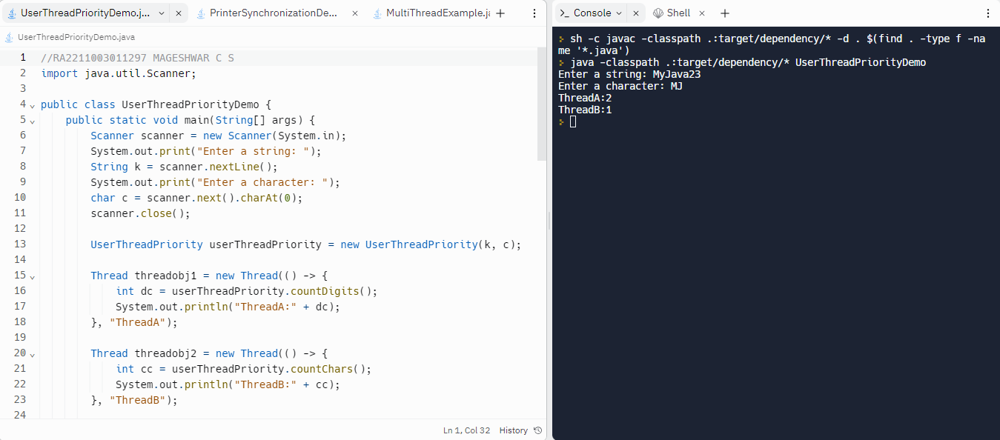 UserThreadPriorityDemo.j...
PrinterSynchronizationDe...
MultiThreadExample.ja
UserThreadPriorityDemo.java
1 //RA2211003011297 MAGESHWAR C S
2 import java.util.Scanner;
3
4 public class UserThreadPriorityDemo {
5     public static void main(String[] args) {
6         Scanner scanner = new Scanner(System.in);
7         System.out.print("Enter a string: ");
8         String k = scanner.nextLine();
9         System.out.print("Enter a character: ");
10         char c = scanner.next().charAt(0);
11         scanner.close();
12
13         UserThreadPriority userThreadPriority = new UserThreadPriority(k, c);
14
15         Thread threadobj1 = new Thread(() -> {
16             int dc = userThreadPriority.countDigits();
17             System.out.println("ThreadA:" + dc);
18         }, "ThreadA");
19
20         Thread threadobj2 = new Thread(() -> {
21             int cc = userThreadPriority.countChars();
22             System.out.println("ThreadB:" + cc);
23         }, "ThreadB");
24
Ln 1, Col 32 History
Console
Shell
sh -c javac -classpath .:target/dependency/* -d . $(find . -type f -na
me '*.java')
java -classpath .:target/dependency/* UserThreadPriorityDemo
Enter a string: MyJava23
Enter a character: MJ
ThreadA:2
ThreadB:1